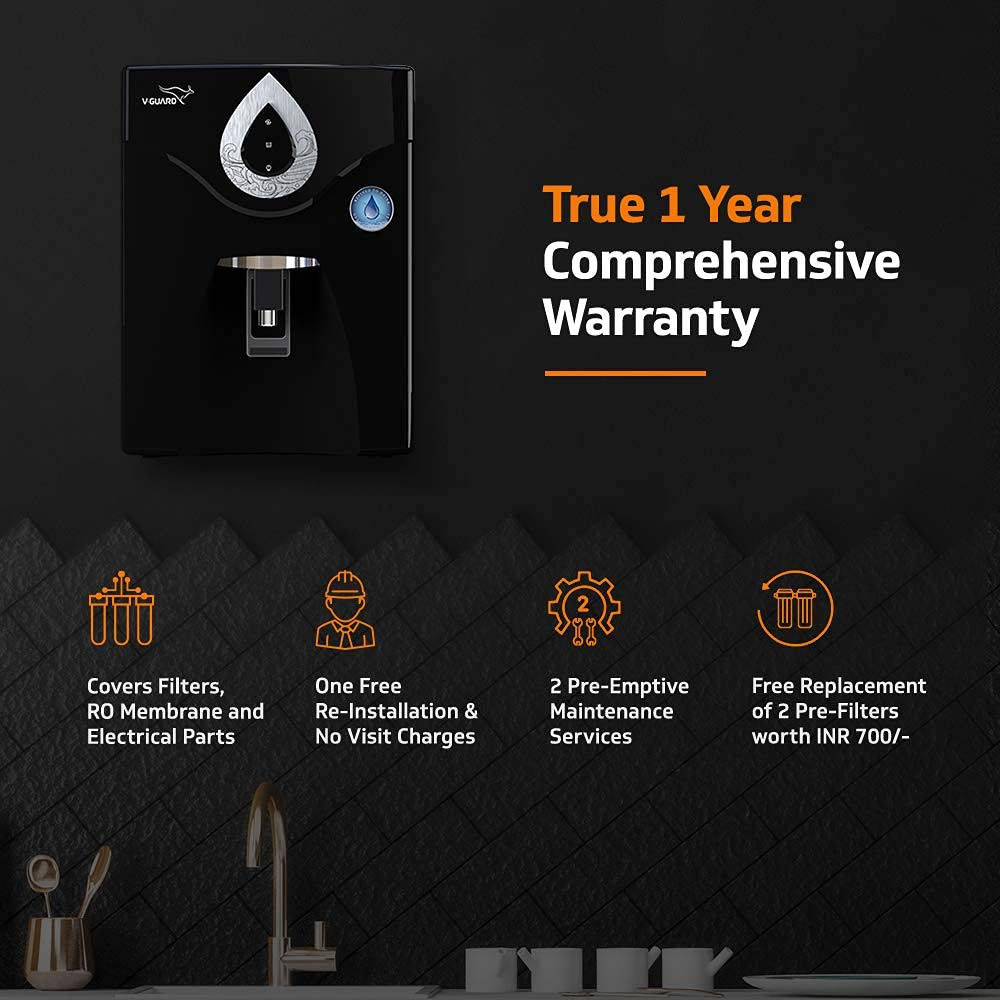 V-GUARD
True 1 Year
Comprehensive
Warranty
Covers Filters,
RO Membrane and
Electrical Parts
One Free
Re-Installation &
No Visit Charges
2
2 Pre-Emptive
Maintenance
Services
Free Replacement
of 2 Pre-Filters
worth INR 700/-